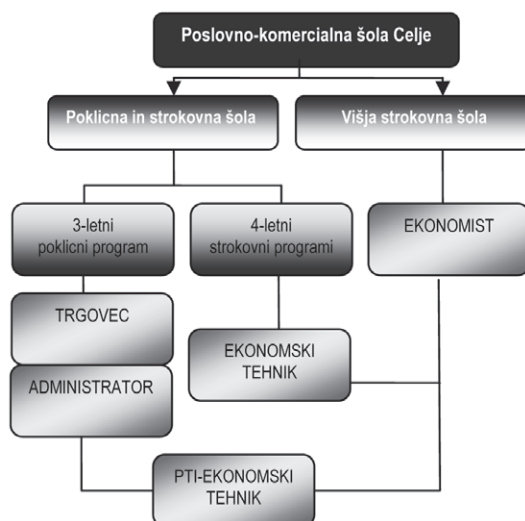 Poslovno-komercialna šola Celje
Poklicna in strokovna šola
Višja strokovna šola
3-letni
poklicni program
4-letni
strokovni programi
EKONOMIST
TRGOVEC
ADMINISTRATOR
EKONOMSKI
TEHNIK
PTI-EKONOMSKI
TEHNIK